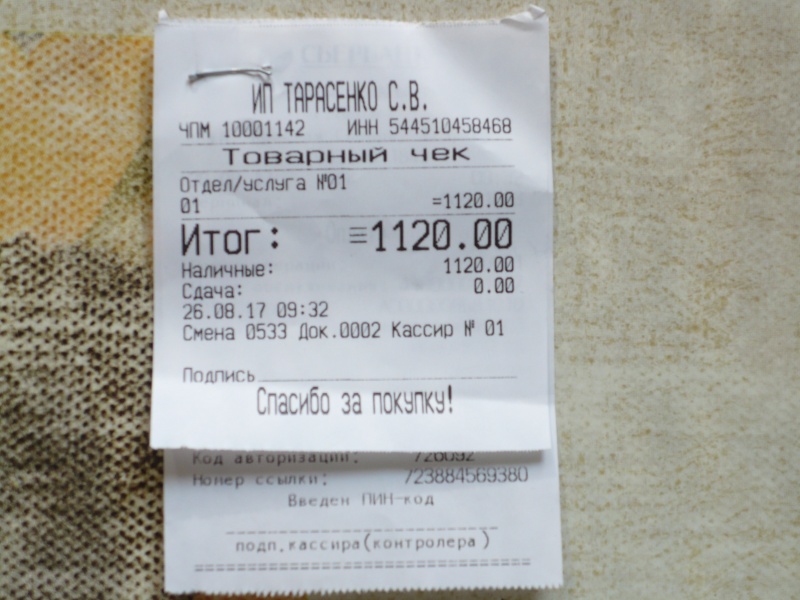 ИП ТАРАСЕНКО С.В.
ЧПМ 10001142 ИНН 544510458468
Товарный чек
Отдел/услуга №01
01 =1120.00
Итог: ≡1120.00
Наличные: 1120.00
Сдача: 0.00
26.08.17 09:32
Смена 0533 Док.0002 Кассир № 01
Подпись
Спасибо за покупку!
Код авторизации: 726092
Номер ссылки: 723884569380
Введен ПИН-код
подп.кассира(контролера)